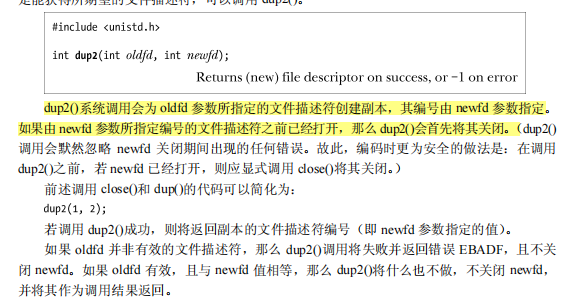 是能获得所期望的文件描述符，可以调用 dup2()。
#include <unistd.h>
int dup2(int oldfd, int newfd);
Returns (new) file descriptor on success, or −1 on error
dup2()系统调用会为 oldfd 参数所指定的文件描述符创建副本，其编号由 newfd 参数指定。
如果由 newfd 参数所指定编号的文件描述符之前已经打开，那么 dup2()会首先将其关闭。（dup2()
调用会默然忽略 newfd 关闭期间出现的任何错误。故此，编码时更为安全的做法是：在调用
dup2()之前，若 newfd 已经打开，则应显式调用 close()将其关闭。）
前述调用 close()和 dup()的代码可以简化为：
dup2(1, 2);
若调用 dup2()成功，则将返回副本的文件描述符编号（即 newfd 参数指定的值）。
如果 oldfd 并非有效的文件描述符，那么 dup2()调用将失败并返回错误 EBADF，且不关
闭 newfd。如果 oldfd 有效，且与 newfd 值相等，那么 dup2()将什么也不做，不关闭 newfd，
并将其作为调用结果返回。